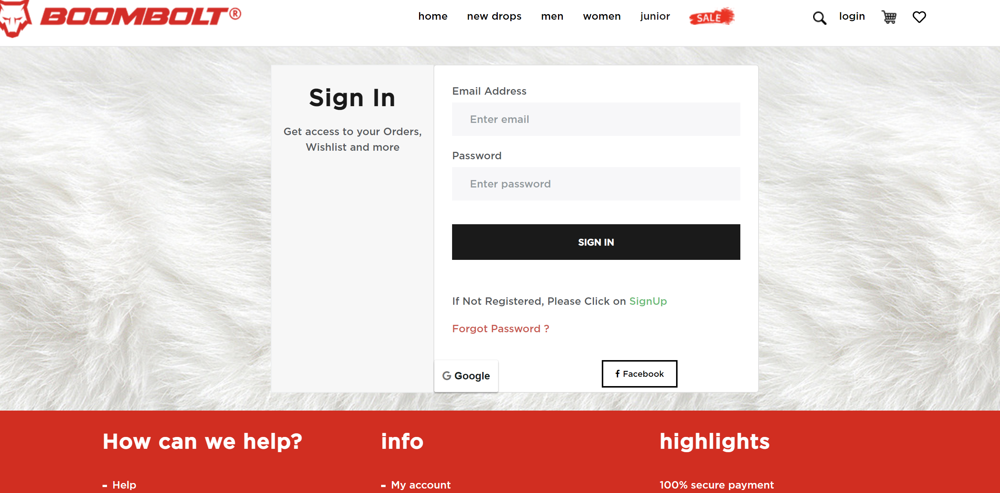 BOOMBOLT®
home new drops men women junior SALE login
Sign In
Get access to your Orders,
Wishlist and more
Email Address
Enter email
Password
Enter password
SIGN IN
If Not Registered, Please Click on SignUp
Forgot Password ?
G Google
f Facebook
How can we help?
- Help
info
- My account
highlights
100% secure payment